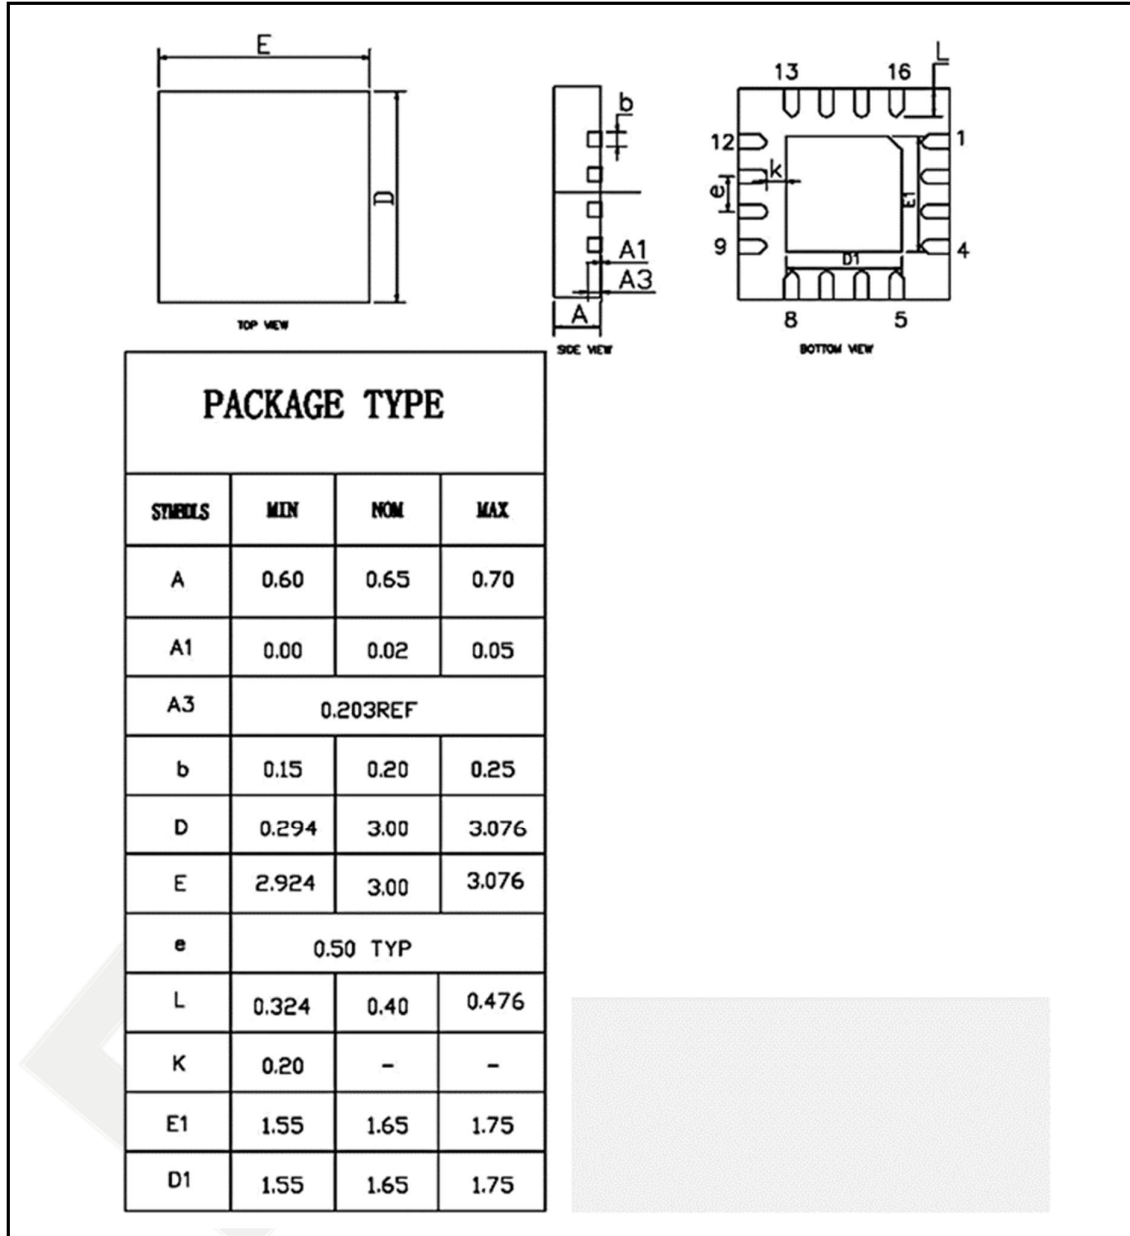 E
D
TOP VIEW
b
A1
A3
A
SIDE VIEW
L
13 16
12 1
k
e
E1
9 4
D1
8 5
BOTTOM VIEW
PACKAGE TYPE
SYMBOLS MIN NOM MAX
A 0.60 0.65 0.70
A1 0.00 0.02 0.05
A3 0.203REF
b 0.15 0.20 0.25
D 0.294 3.00 3.076
E 2.924 3.00 3.076
e 0.50 TYP
L 0.324 0.40 0.476
K 0.20 - -
E1 1.55 1.65 1.75
D1 1.55 1.65 1.75